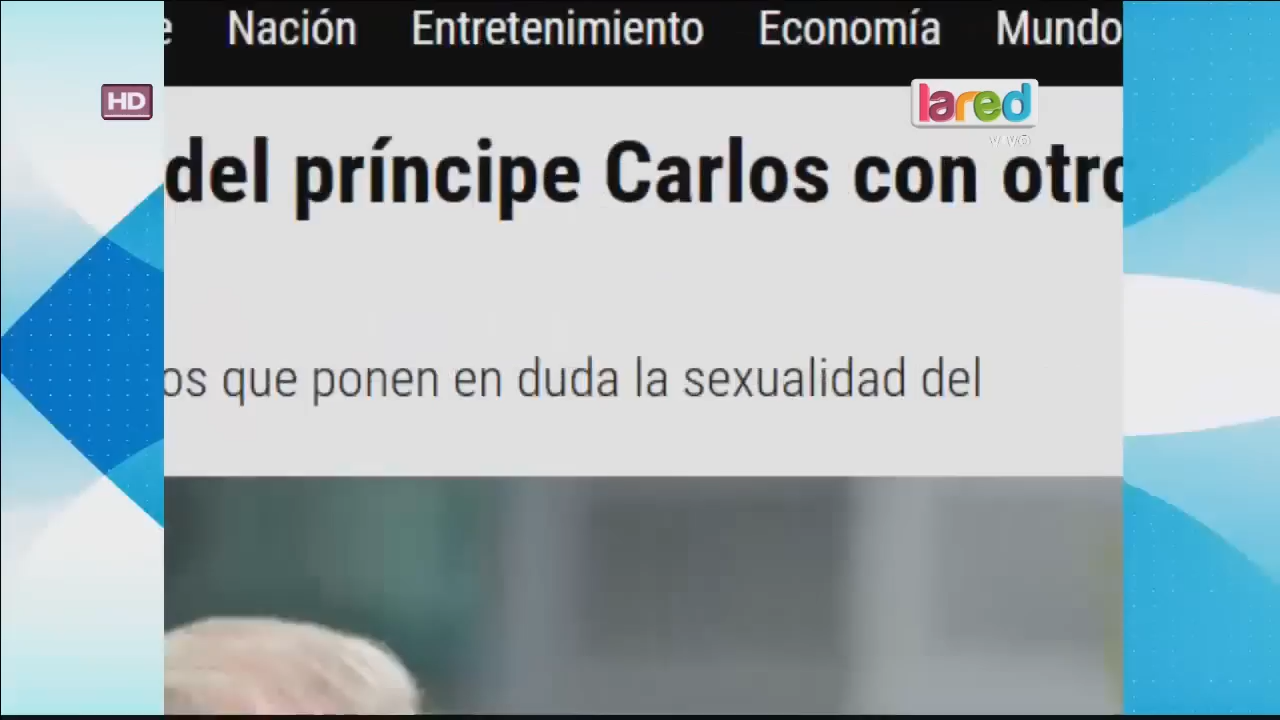 Nación Entretenimiento Economía Mundo
HD
lared
VIVO
del príncipe Carlos con otro
os que ponen en duda la sexualidad del